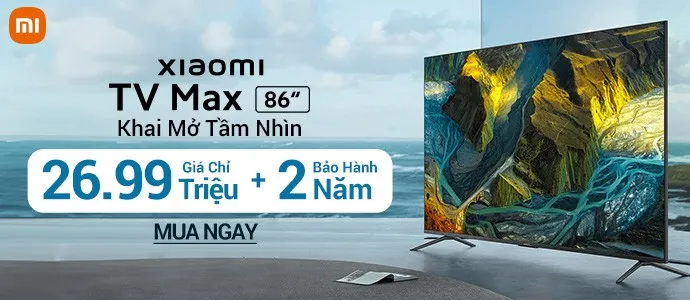 mi
xiaomi
TV Max 86"
Khai Mở Tầm Nhìn
26.99 Giá Chỉ Triệu + 2 Bảo Hành Năm
MUA NGAY